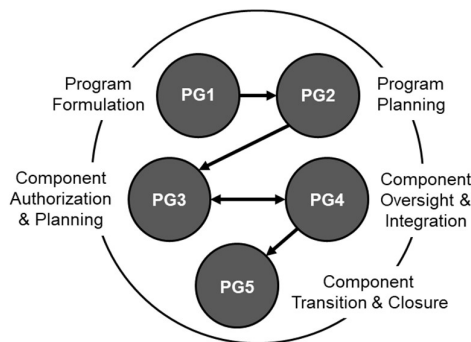 Program
Formulation
PG1
PG2
Program
Planning
Component
Authorization
& Planning
PG3
PG4
Component
Oversight &
Integration
PG5
Component
Transition & Closure